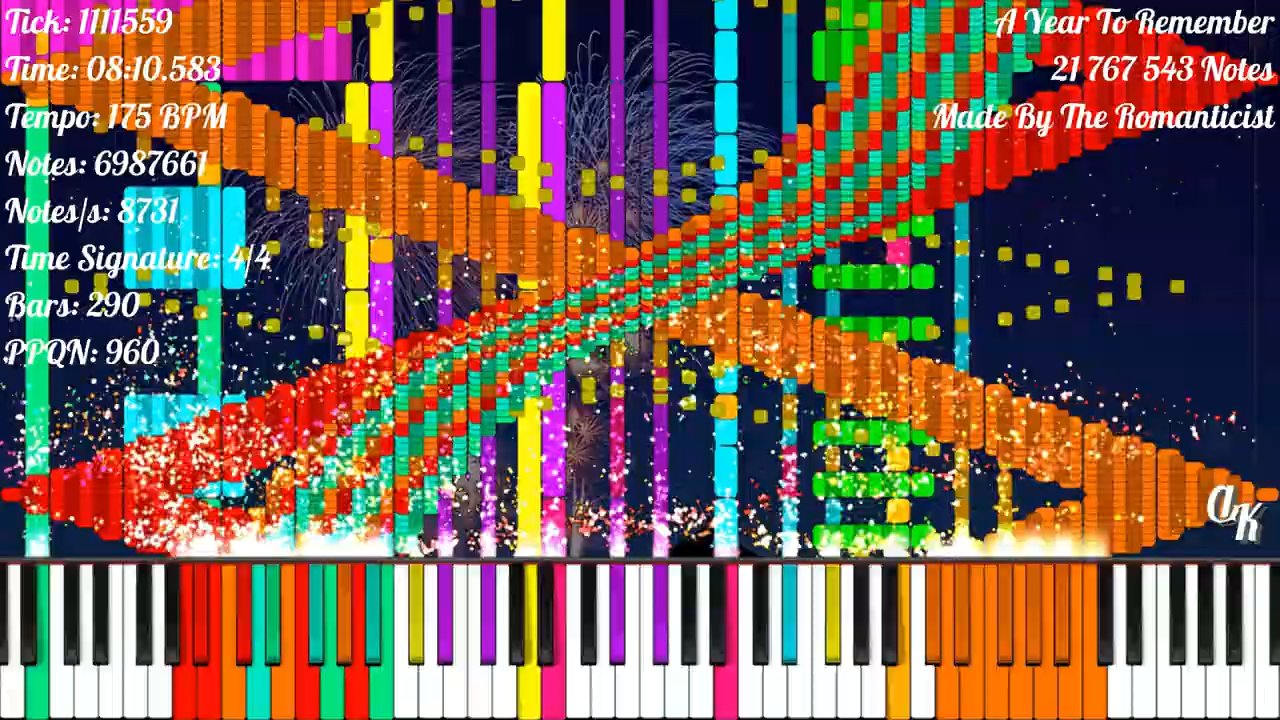 Tick: 1111559
Time: 08:10.583
Tempo: 175 BPM
Notes: 6987661
Notes/s: 8731
Time Signature: 4/4
Bars: 290
PPQN: 960
A Year To Remember
21 767 543 Notes
Made By The Romanticist
AK